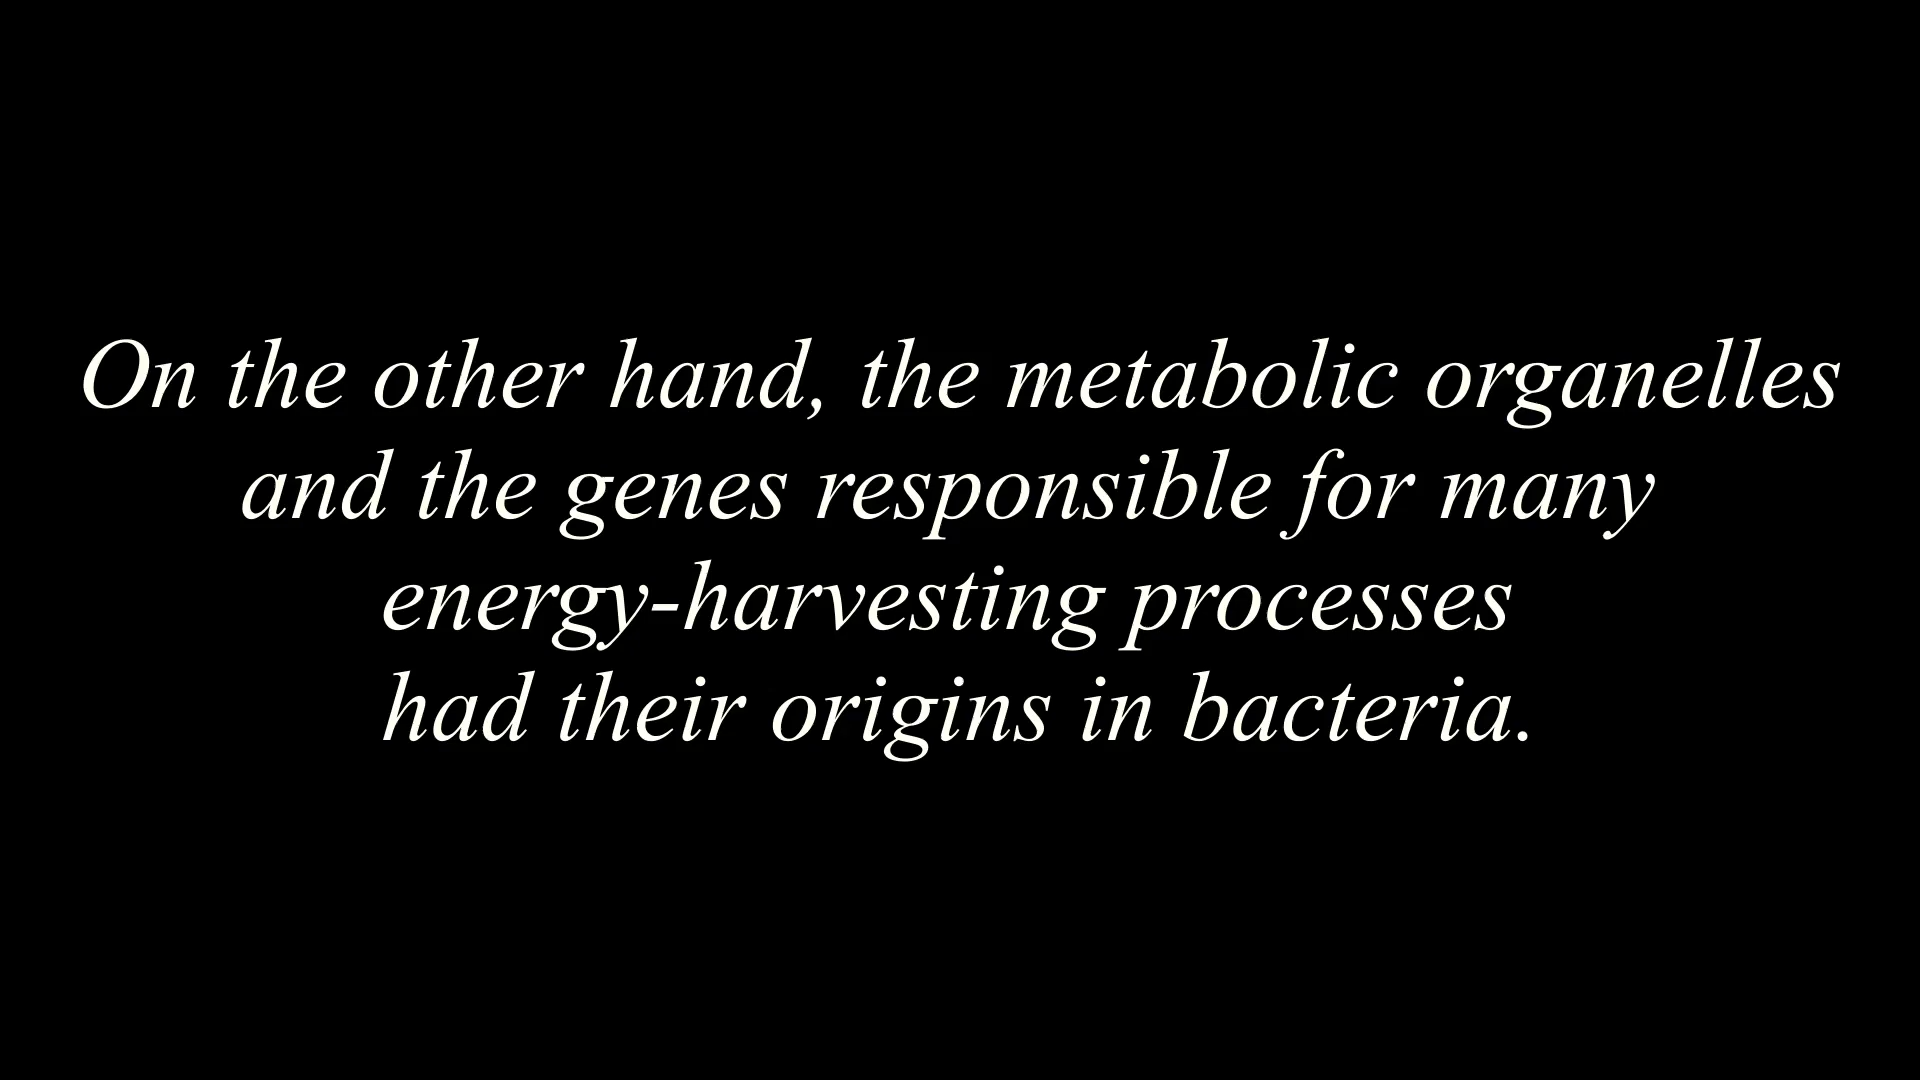 On the other hand, the metabolic organelles
and the genes responsible for many
energy-harvesting processes
had their origins in bacteria.